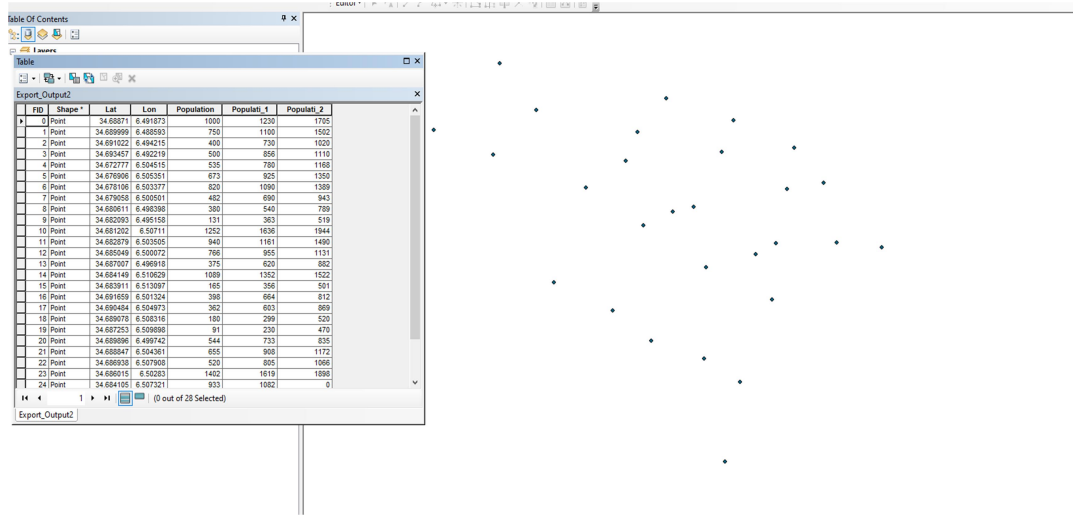 Editor
Table Of Contents
Layers
Table
Export_Output2
FID Shape * Lat Lon Population Populati_1 Populati_2
0 Point 34.68871 6.491873 1000 1230 1705
1 Point 34.689999 6.488593 750 1100 1502
2 Point 34.691022 6.494215 400 730 1020
3 Point 34.693457 6.492219 500 856 1110
4 Point 34.672777 6.504515 535 780 1168
5 Point 34.676906 6.505351 673 925 1350
6 Point 34.678106 6.503377 820 1090 1389
7 Point 34.679058 6.500501 482 690 943
8 Point 34.680611 6.498398 380 540 789
9 Point 34.682093 6.495158 131 363 519
10 Point 34.681202 6.50711 1252 1636 1944
11 Point 34.682879 6.503505 940 1161 1490
12 Point 34.685049 6.500072 766 955 1131
13 Point 34.687007 6.496918 375 620 882
14 Point 34.684149 6.510629 1089 1352 1522
15 Point 34.683911 6.513097 165 356 501
16 Point 34.691659 6.501324 398 664 812
17 Point 34.690484 6.504973 362 603 869
18 Point 34.689078 6.508316 180 299 520
19 Point 34.687253 6.509898 91 230 470
20 Point 34.689896 6.499742 544 733 835
21 Point 34.688847 6.504361 655 908 1172
22 Point 34.686938 6.507908 520 805 1066
23 Point 34.686015 6.50283 1402 1619 1898
24 Point 34.684105 6.507321 933 1082 0
1 (0 out of 28 Selected)
Export_Output2